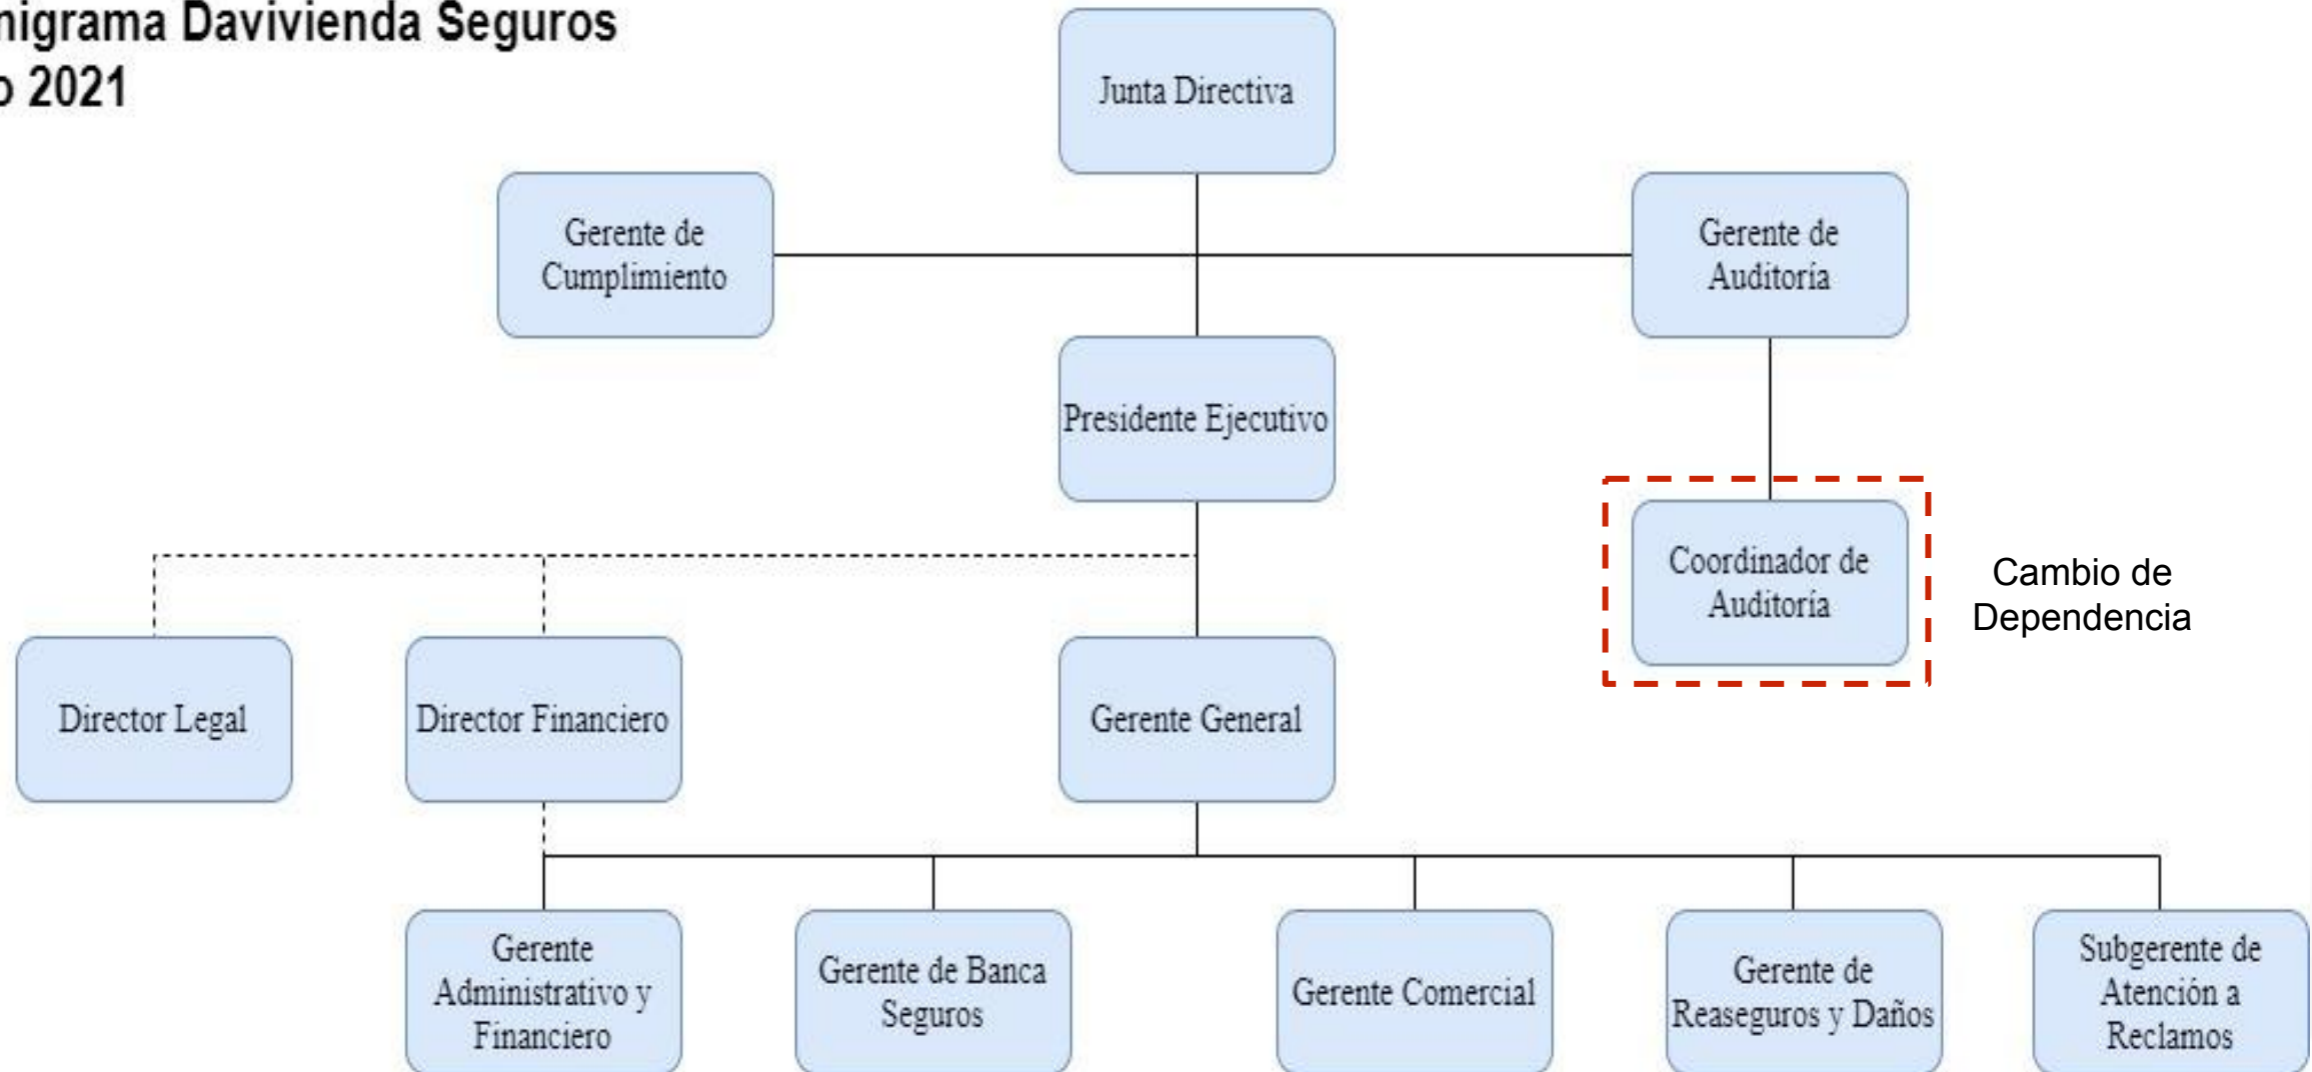 Davivienda Seguros
2021
Junta Directiva
Gerente de
Cumplimiento
Gerente de
Auditoría
Presidente Ejecutivo
Coordinador de
Auditoría
Cambio de
Dependencia
Director Legal
Director Financiero
Gerente General
Gerente
Administrativo y
Financiero
Gerente de Banca
Seguros
Gerente Comercial
Gerente de
Reaseguros y Daños
Subgerente de
Atención a
Reclamos